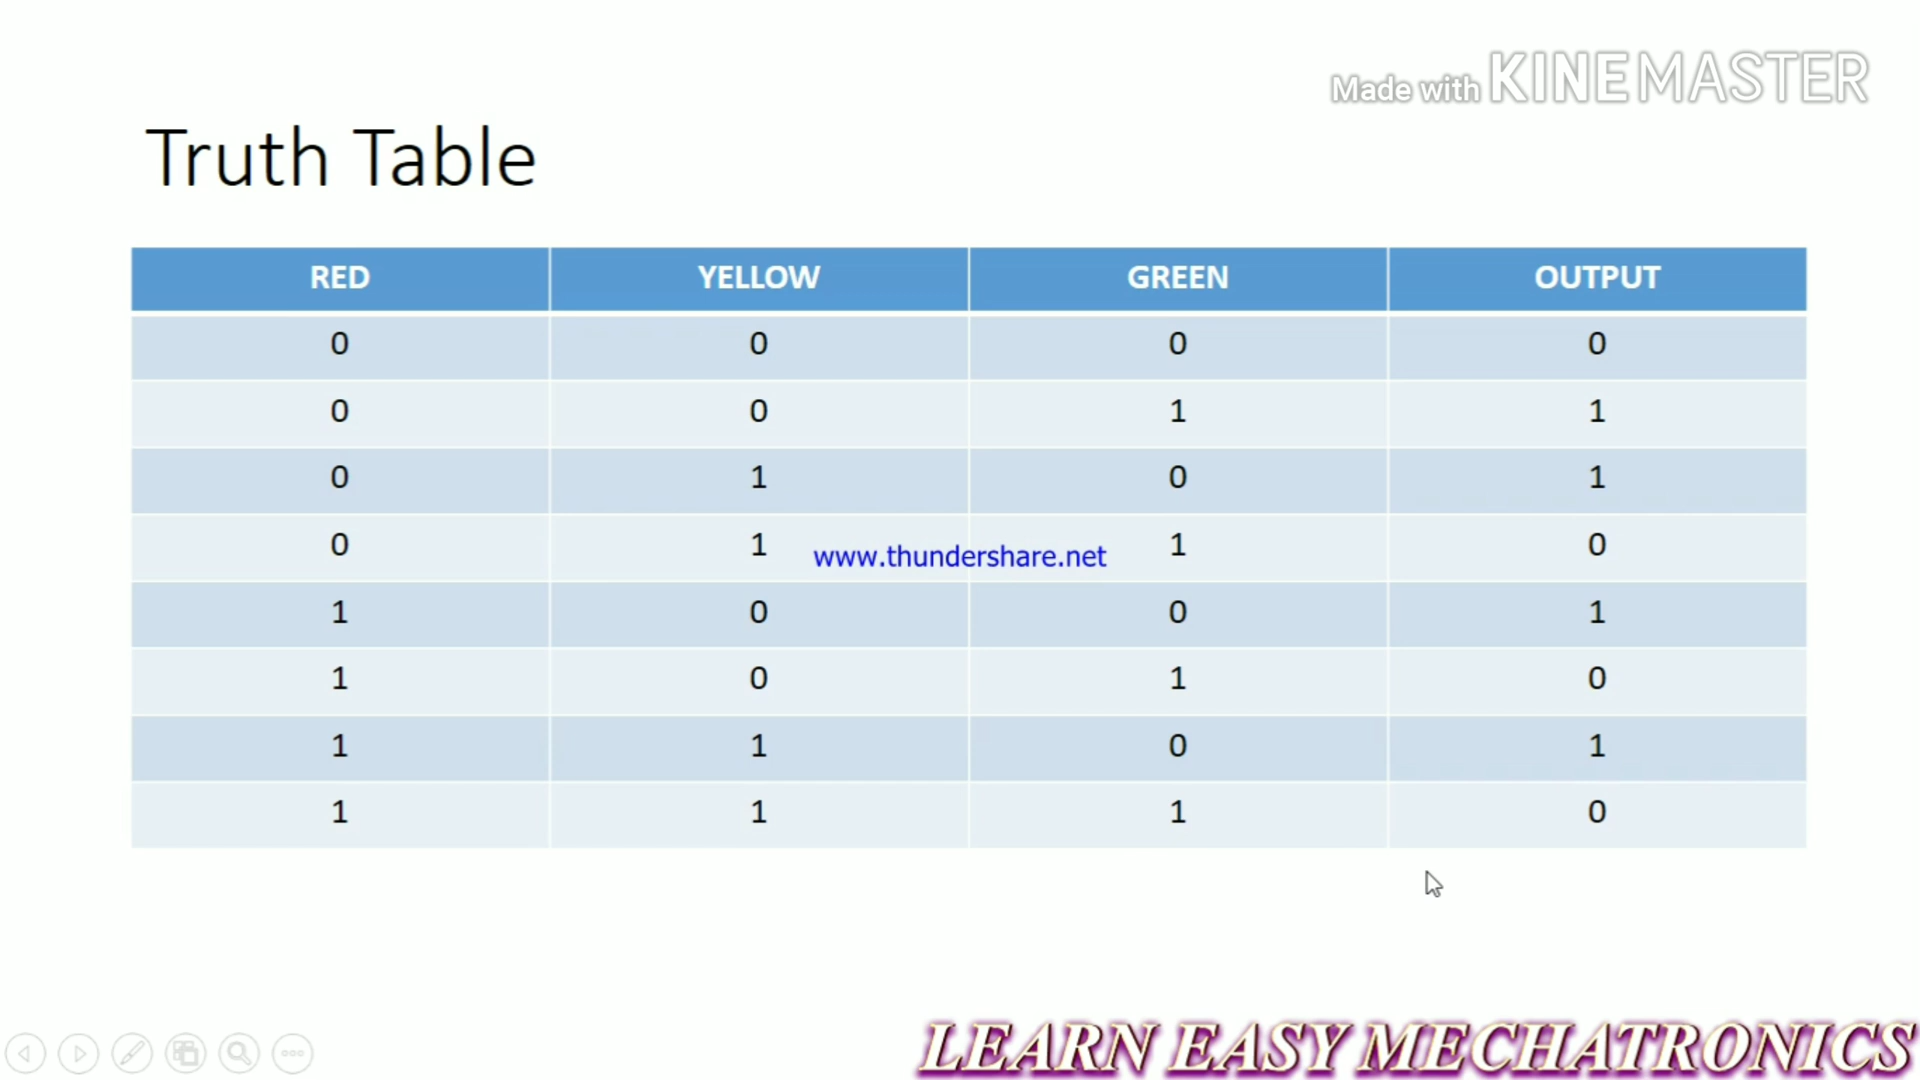 Made with KINEMASTER
Truth Table
RED YELLOW GREEN OUTPUT
0 0 0 0
0 0 1 1
0 1 0 1
0 1 1 0
www.thundershare.net
1 0 0 1
1 0 1 0
1 1 0 1
1 1 1 0
LEARN EASY MECHATRONICS